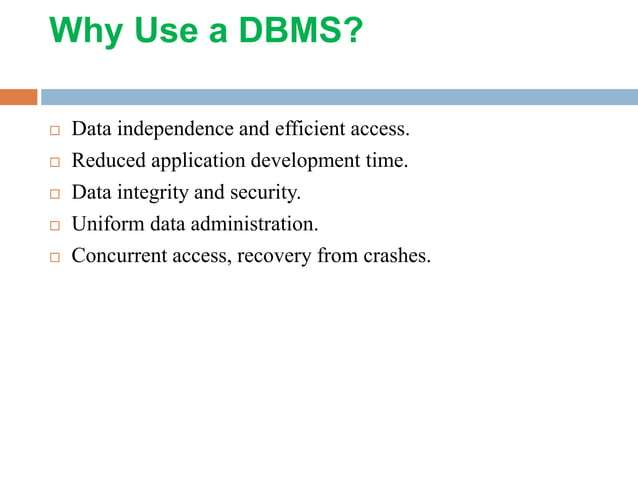 Why Use a DBMS?
Data independence and efficient access.
Reduced application development time.
Data integrity and security.
Uniform data administration.
Concurrent access, recovery from crashes.